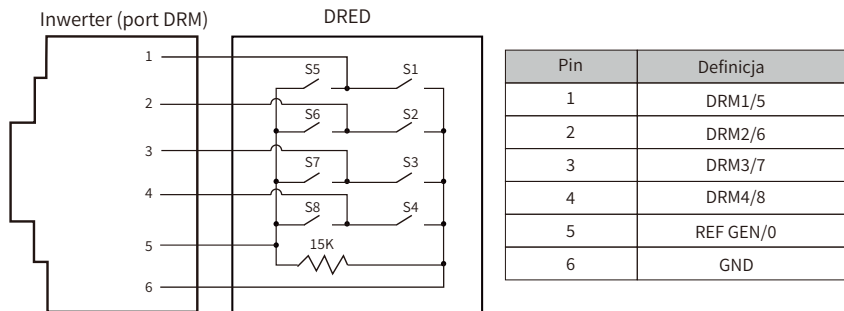 Inwerter (port DRM)
DRED
1
S5
S1
2
S6
S2
3
S7
S3
4
S8
S4
5
15K
6
Pin Definicja
1 DRM1/5
2 DRM2/6
3 DRM3/7
4 DRM4/8
5 REF GEN/0
6 GND